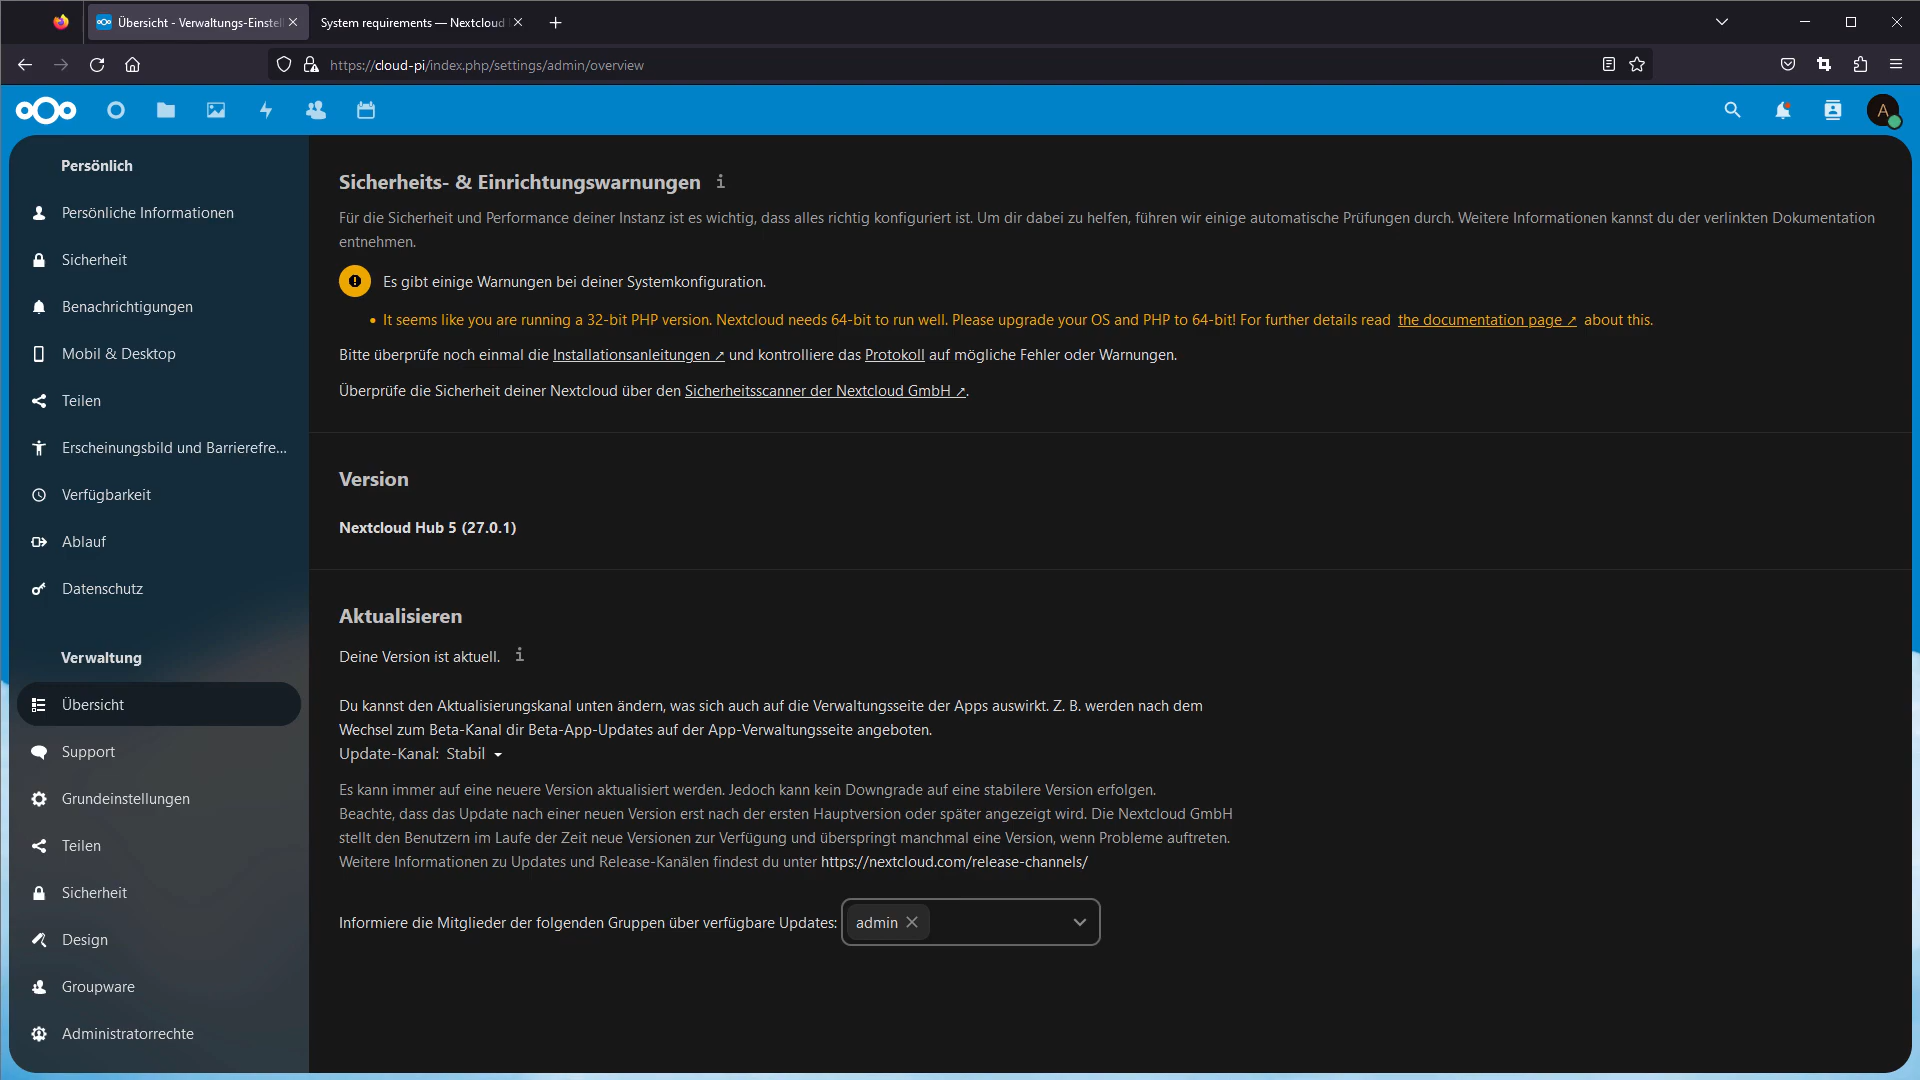 Übersicht - Verwaltungs-Einstel
System requirements — Nextcloud
https://cloud-pi/index.php/settings/admin/overview
A
Persönlich
Persönliche Informationen
Sicherheit
Benachrichtigungen
Mobil & Desktop
Teilen
Erscheinungsbild und Barrierefre...
Verfügbarkeit
Ablauf
Datenschutz
Verwaltung
Übersicht
Support
Grundeinstellungen
Teilen
Sicherheit
Design
Groupware
Administratorrechte
Sicherheits- & Einrichtungswarnungen
Für die Sicherheit und Performance deiner Instanz ist es wichtig, dass alles richtig konfiguriert ist. Um dir dabei zu helfen, führen wir einige automatische Prüfungen durch. Weitere Informationen kannst du der verlinkten Dokumentation
entnehmen.
Es gibt einige Warnungen bei deiner Systemkonfiguration.
• It seems like you are running a 32-bit PHP version. Nextcloud needs 64-bit to run well. Please upgrade your OS and PHP to 64-bit! For further details read the documentation page ↗ about this.
Bitte überprüfe noch einmal die Installationsanleitungen ↗ und kontrolliere das Protokoll auf mögliche Fehler oder Warnungen.
Überprüfe die Sicherheit deiner Nextcloud über den Sicherheitsscanner der Nextcloud GmbH ↗.
Version
Nextcloud Hub 5 (27.0.1)
Aktualisieren
Deine Version ist aktuell.
Du kannst den Aktualisierungskanal unten ändern, was sich auch auf die Verwaltungsseite der Apps auswirkt. Z. B. werden nach dem
Wechsel zum Beta-Kanal dir Beta-App-Updates auf der App-Verwaltungsseite angeboten.
Update-Kanal: Stabil
Es kann immer auf eine neuere Version aktualisiert werden. Jedoch kann kein Downgrade auf eine stabilere Version erfolgen.
Beachte, dass das Update nach einer neuen Version erst nach der ersten Hauptversion oder später angezeigt wird. Die Nextcloud GmbH
stellt den Benutzern im Laufe der Zeit neue Versionen zur Verfügung und überspringt manchmal eine Version, wenn Probleme auftreten.
Weitere Informationen zu Updates und Release-Kanälen findest du unter https://nextcloud.com/release-channels/
Informiere die Mitglieder der folgenden Gruppen über verfügbare Updates: admin